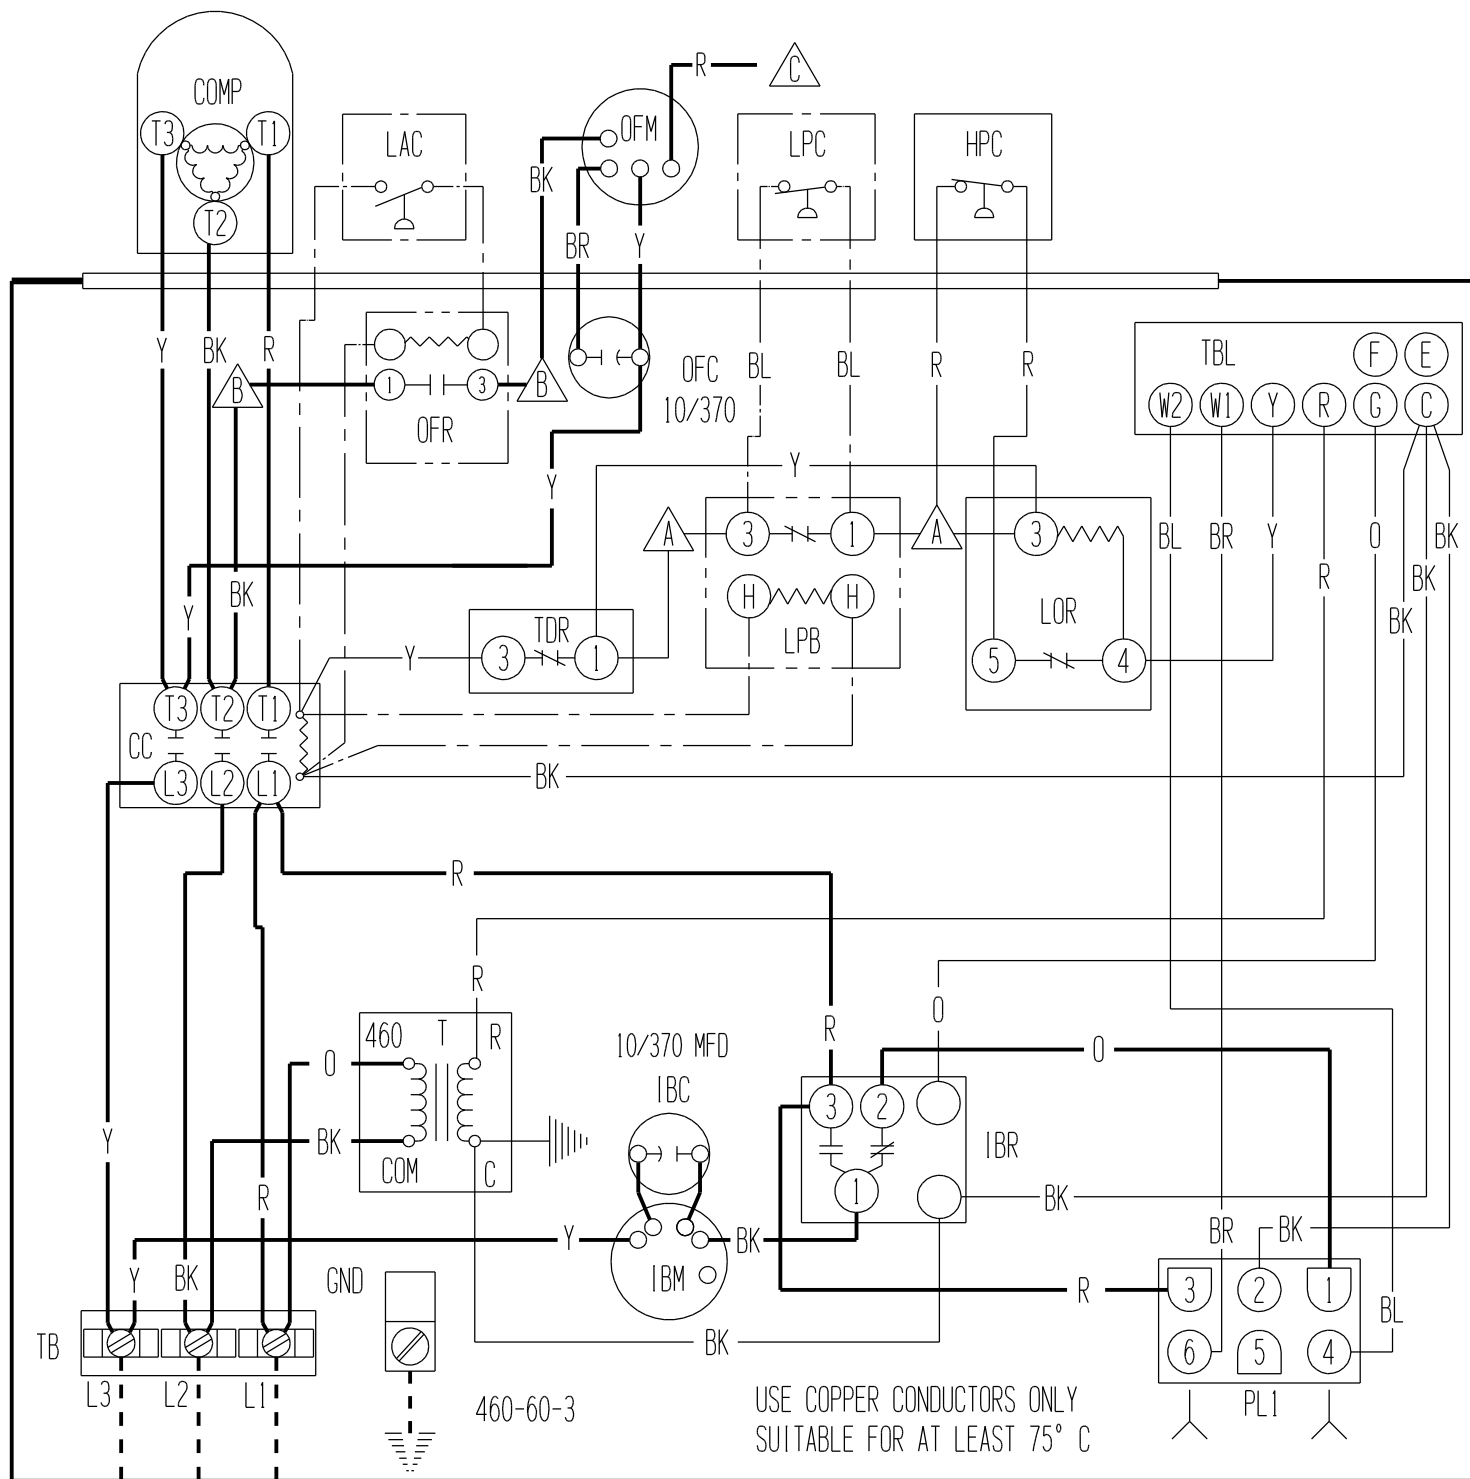 COMP
T3
T1
T2
LAC
OFM
R
C
LPC
HPC
BK
BR
Y
Y
BK
R
B
1
3
B
OFR
OFC
10/370
BL
BL
R
R
TBL
F
E
W2
W1
Y
R
G
C
Y
Y
A
3
1
A
3
BL
BR
Y
R
O
BK
BK
BK
Y
BK
H
H
LPB
LOR
TDR
3
1
Y
5
4
T3
T2
T1
CC
L3
L2
L1
BK
R
R
O
R
460
T
R
O
BK
COM
C
10/370 MFD
IBC
O
3
2
1
IBR
BK
Y
R
Y
BK
Y
BK
IBM
BR
BK
R
3
2
1
BL
6
5
4
PL1
GND
TB
L3
L2
L1
BK
460-60-3
USE COPPER CONDUCTORS ONLY
SUITABLE FOR AT LEAST 75° C